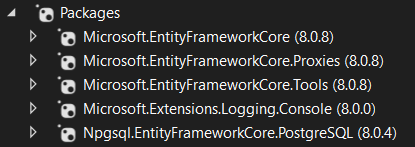 Packages
Microsoft.EntityFrameworkCore (8.0.8)
Microsoft.EntityFrameworkCore.Proxies (8.0.8)
Microsoft.EntityFrameworkCore.Tools (8.0.8)
Microsoft.Extensions.Logging.Console (8.0.0)
Npgsql.EntityFrameworkCore.PostgreSQL (8.0.4)